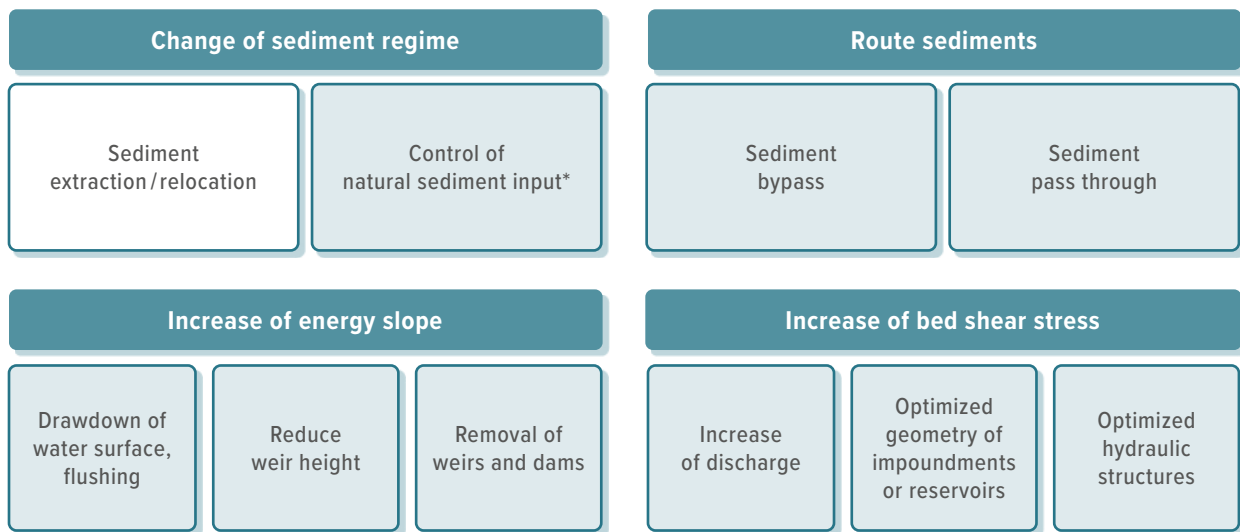 Change of sediment regime
Route sediments
Sediment
extraction / relocation
Control of
natural sediment input*
Sediment
bypass
Sediment
pass through
Increase of energy slope
Increase of bed shear stress
Drawdown of
water surface,
flushing
Reduce
weir height
Removal of
weirs and dams
Increase
of discharge
Optimized
geometry of
impoundments
or reservoirs
Optimized
hydraulic
structures